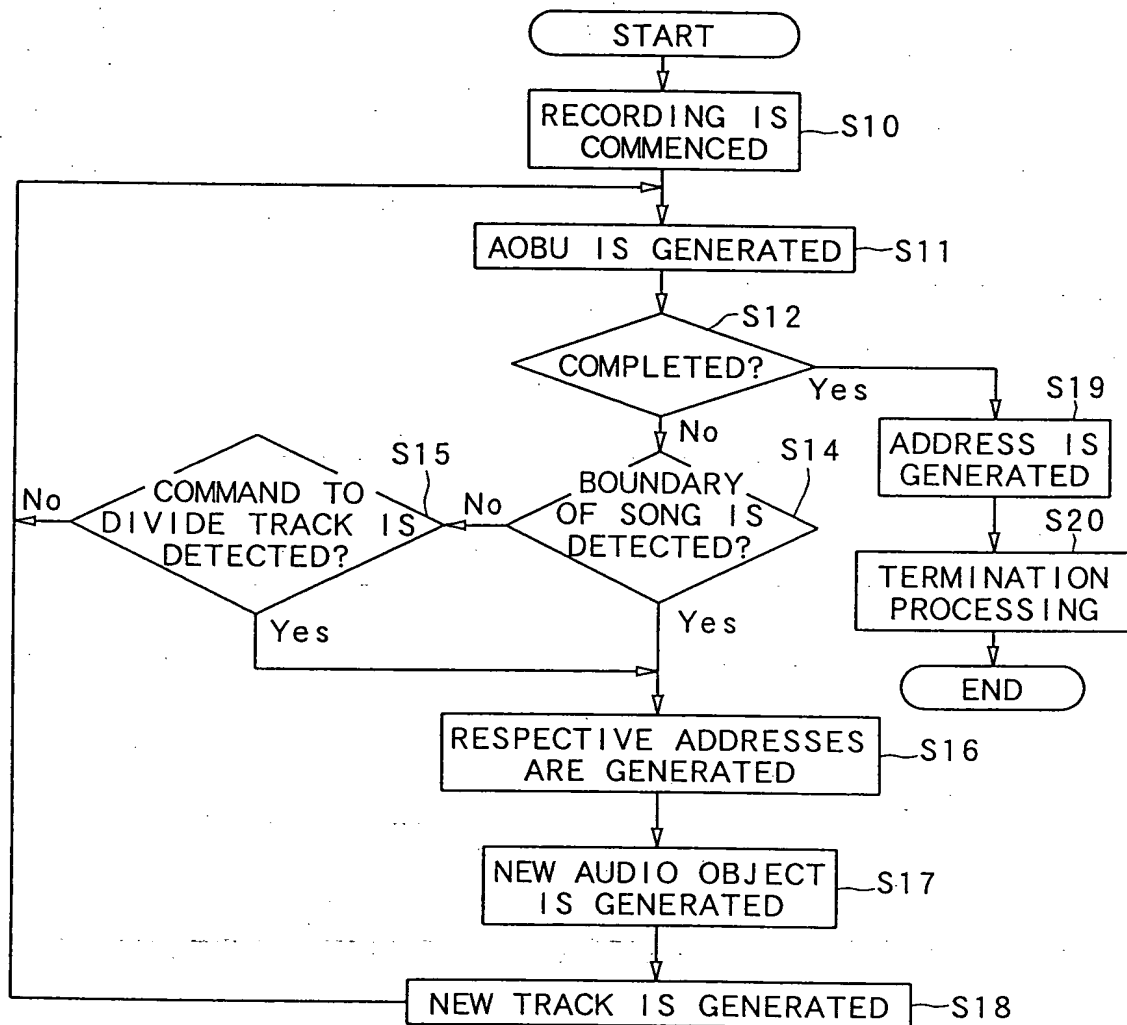 START
RECORDING IS
COMMENCED
S10
AOBU IS GENERATED
S11
S12
COMPLETED?
Yes
No
S19
ADDRESS IS
GENERATED
S14
BOUNDARY
OF SONG IS
DETECTED?
No
Yes
S15
COMMAND TO
DIVIDE TRACK IS
DETECTED?
No
Yes
S20
TERMINATION
PROCESSING
END
RESPECTIVE ADDRESSES
ARE GENERATED
S16
NEW AUDIO OBJECT
IS GENERATED
S17
NEW TRACK IS GENERATED
S18